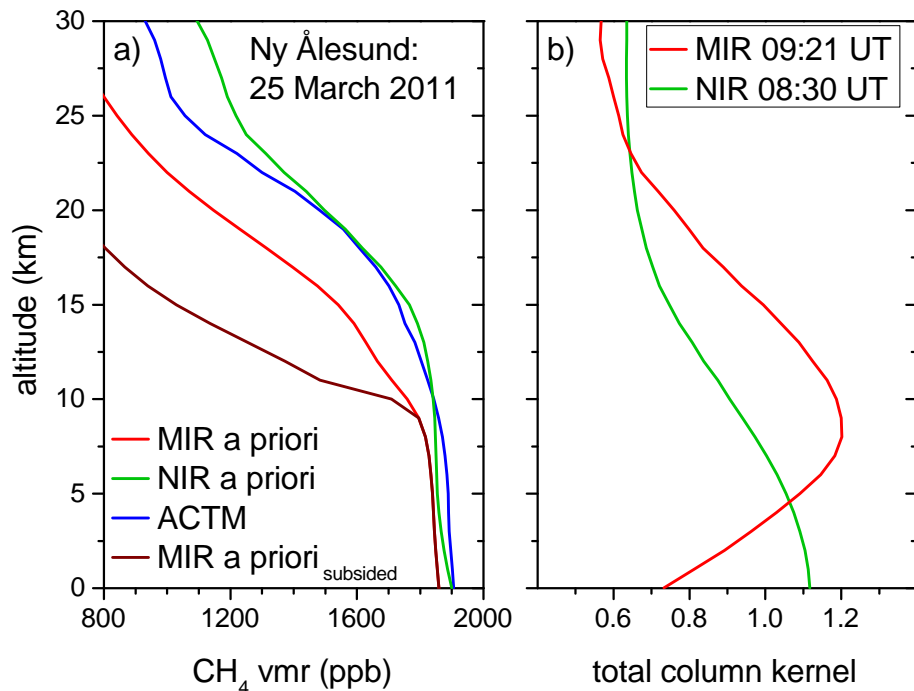 a)
Ny Ålesund:
25 March 2011
30
25
20
15
10
5
0
altitude (km)
MIR a priori
NIR a priori
ACTM
MIR a priori subsided
800
1200
1600
2000
CH₄ vmr (ppb)
b)
MIR 09:21 UT
NIR 08:30 UT
0.6
0.8
1.0
1.2
total column kernel